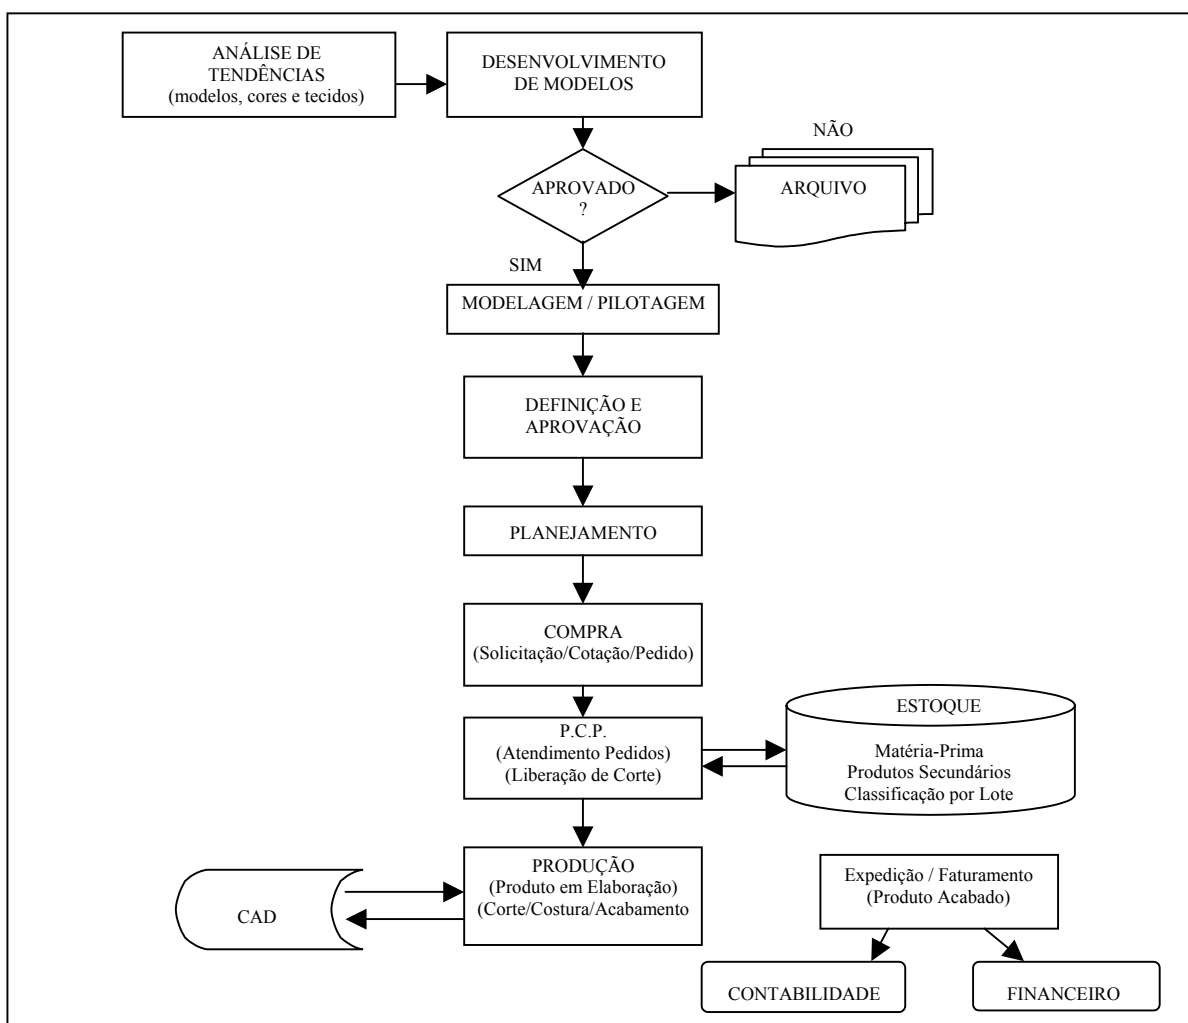 ANÁLISE DE
TENDÊNCIAS
(modelos, cores e tecidos)
DESENVOLVIMENTO
DE MODELOS
NÃO
APROVADO
?
ARQUIVO
SIM
MODELAGEM / PILOTAGEM
DEFINIÇÃO E
APROVAÇÃO
PLANEJAMENTO
COMPRA
(Solicitação/Cotação/Pedido)
P.C.P.
(Atendimento Pedidos)
(Liberação de Corte)
ESTOQUE
Matéria-Prima
Produtos Secundários
Classificação por Lote
PRODUÇÃO
(Produto em Elaboração)
(Corte/Costura/Acabamento
CAD
Expedição / Faturamento
(Produto Acabado)
CONTABILIDADE
FINANCEIRO